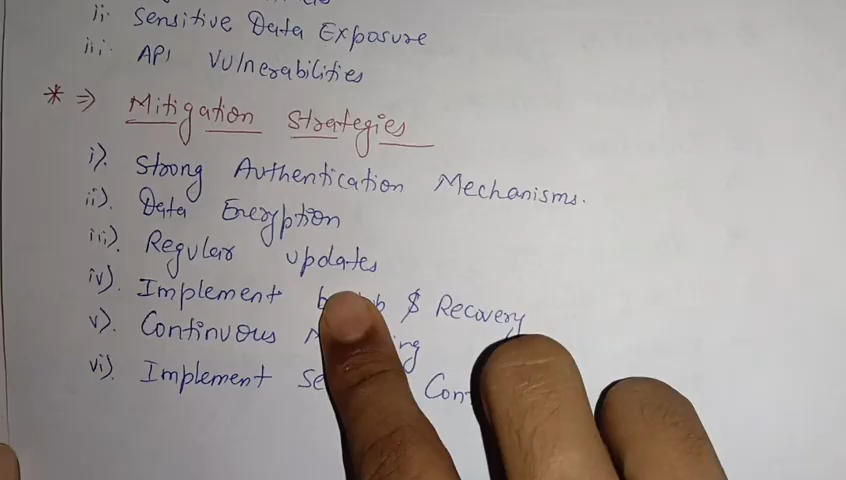 ii. Sensitive Data Exposure
iii. API Vulnerabilities
* => Mitigation Strategies
i). Strong Authentication Mechanisms.
ii). Data Encryption
iii). Regular updates
iv). Implement $ Recovery
v). Continuous
vi). Implement